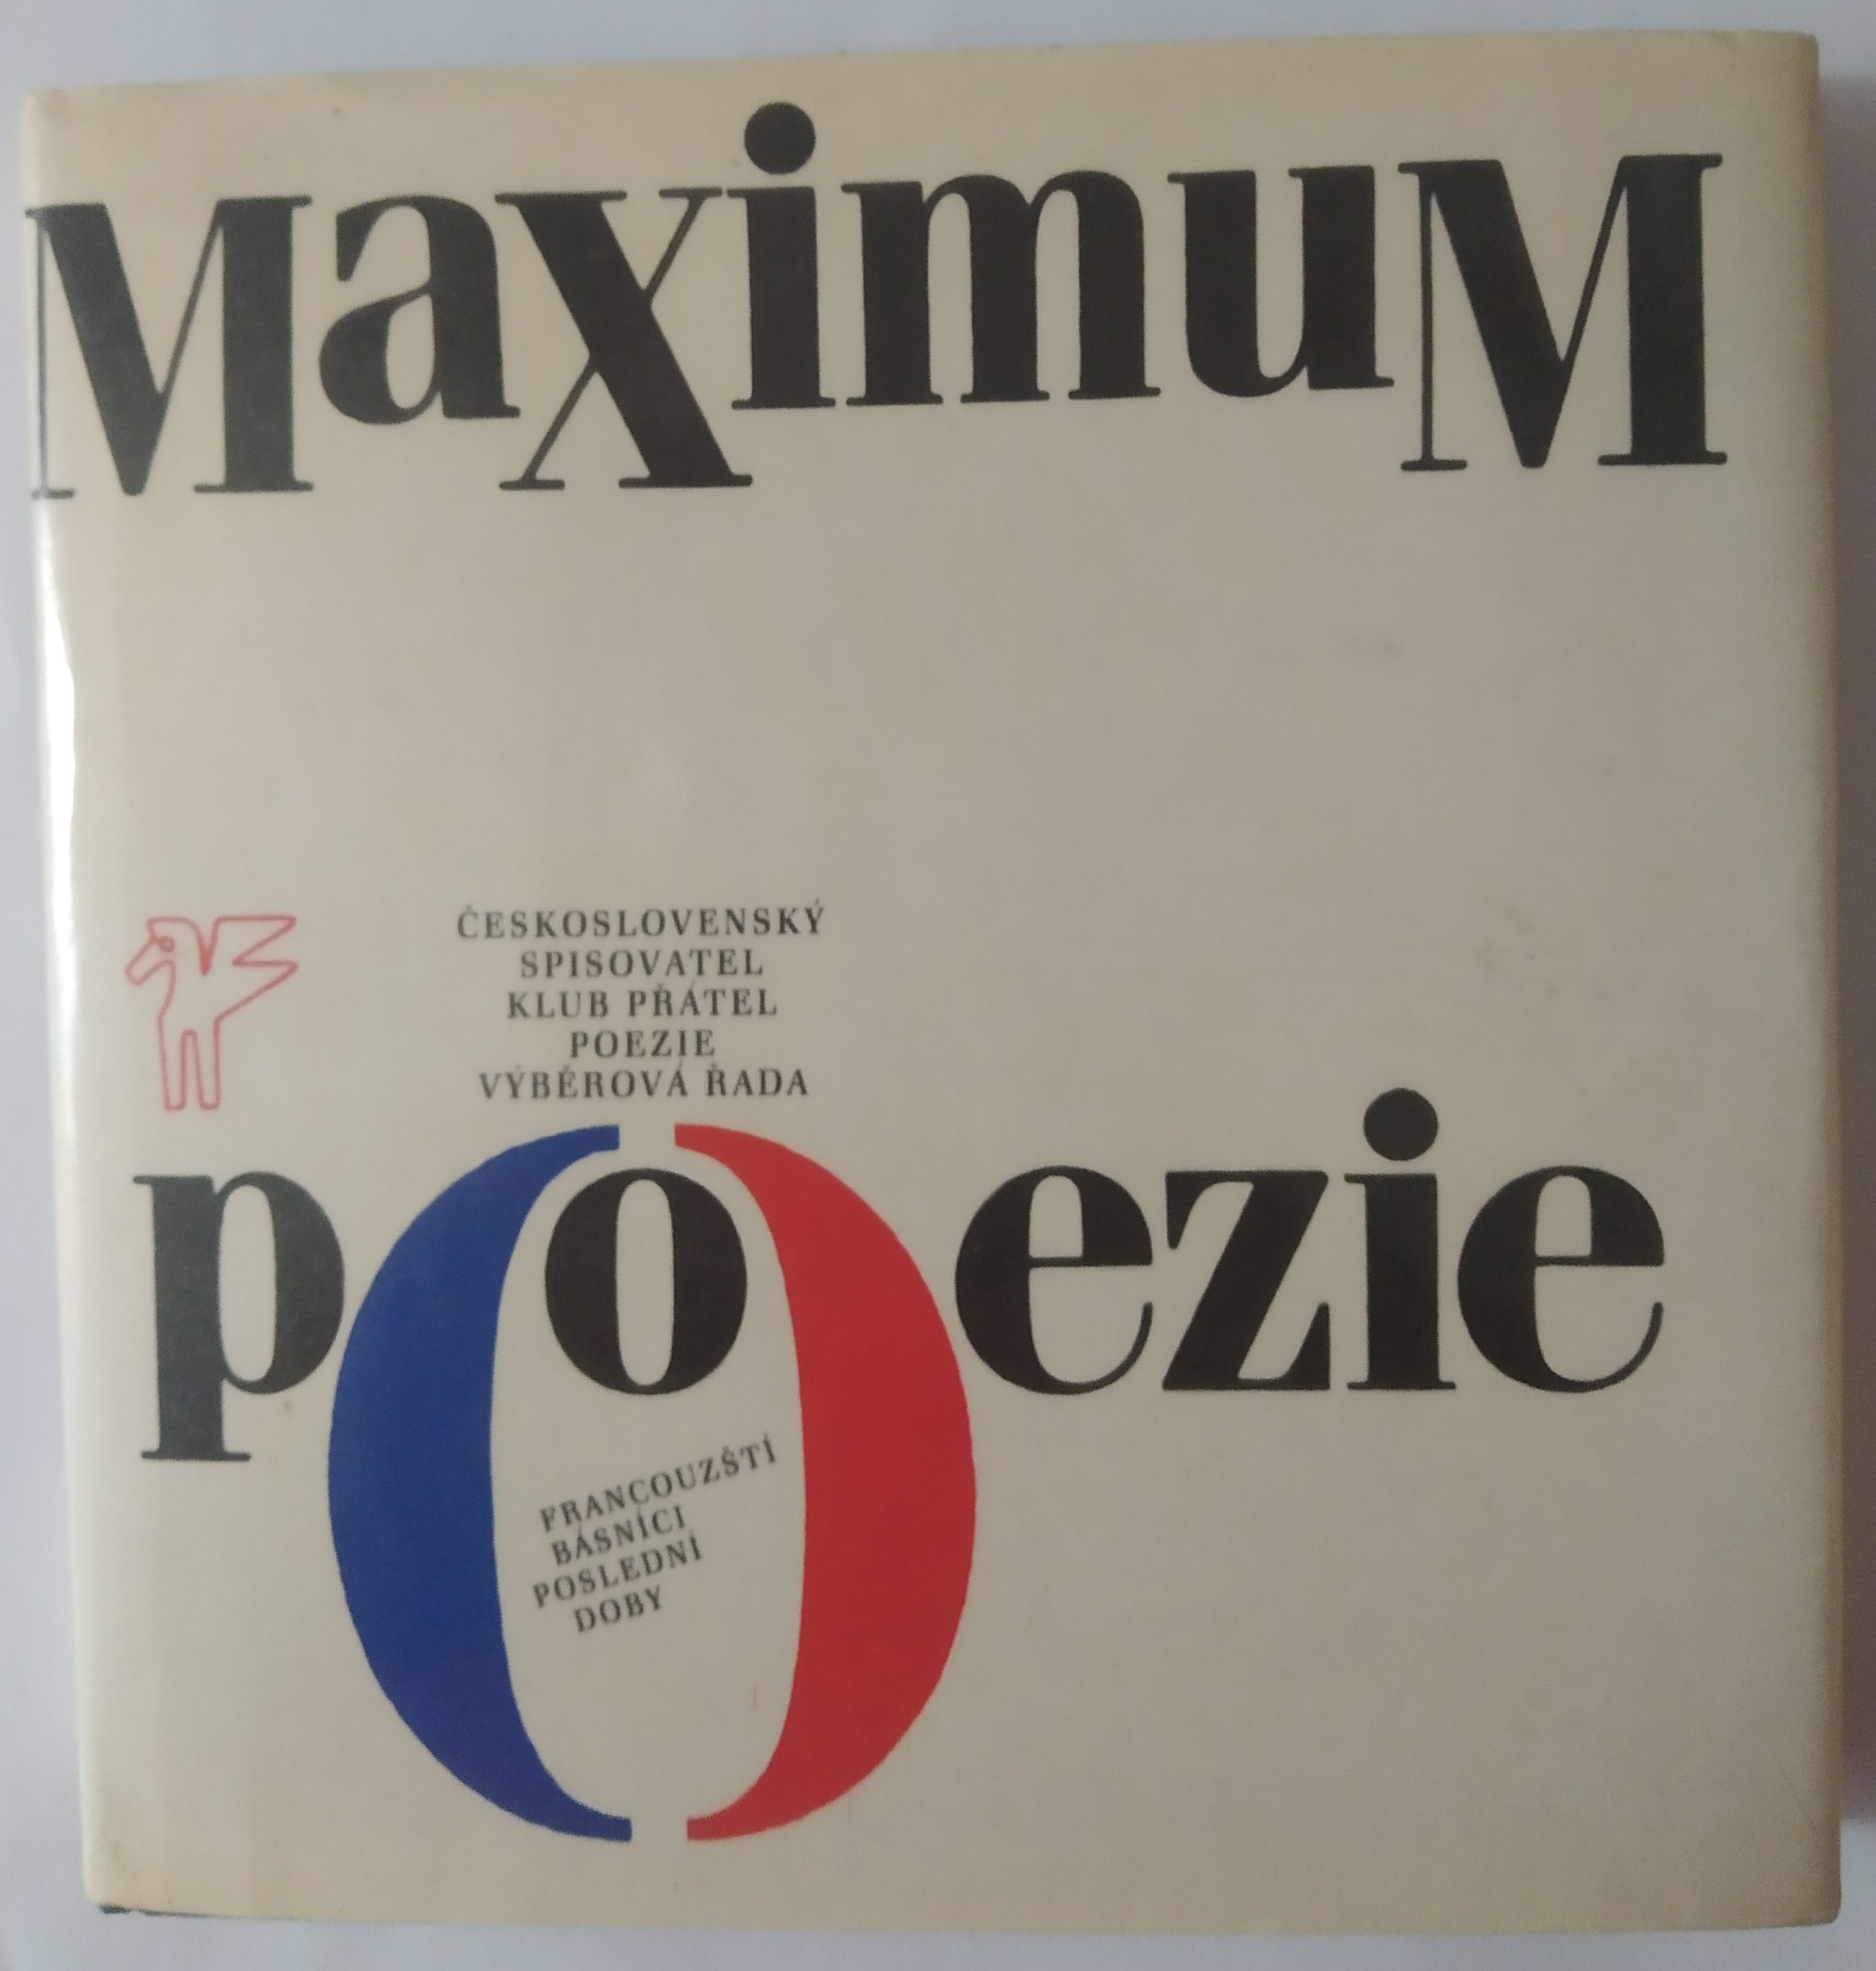 MaXimuM
ČESKOSLOVENSKÝ
SPISOVATEL
KLUB PŘÁTEL
POEZIE
VÝBĚROVÁ ŘADA
poezie
FRANCOUZŠTÍ
BÁSNÍCI
POSLEDNÍ
DOBY